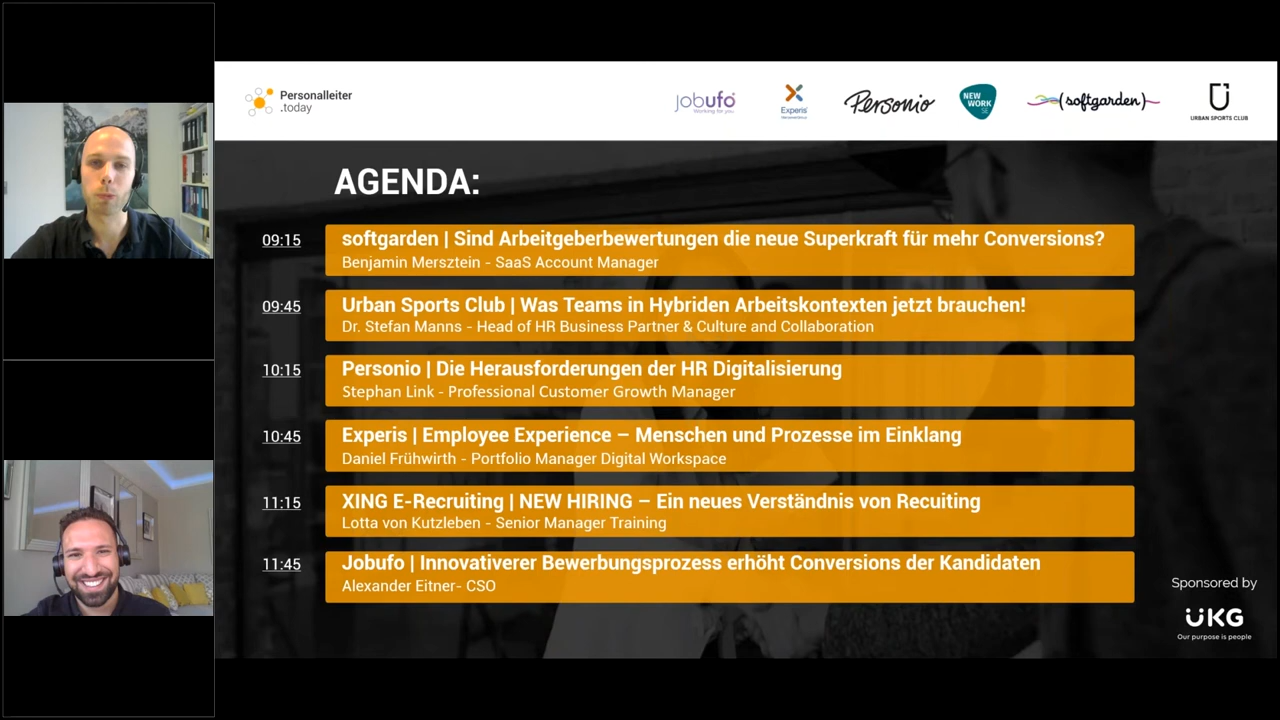 Personalleiter
.today
jobufo
Working for you
Experis
Personio
NEW
WORK
SE
(softgarden)
URBAN SPORTS CLUB
AGENDA:
09:15
softgarden | Sind Arbeitgeberbewertungen die neue Superkraft für mehr Conversions?
Benjamin Mersztein - SaaS Account Manager
09:45
Urban Sports Club | Was Teams in Hybriden Arbeitskontexten jetzt brauchen!
Dr. Stefan Manns - Head of HR Business Partner & Culture and Collaboration
10:15
Personio | Die Herausforderungen der HR Digitalisierung
Stephan Link - Professional Customer Growth Manager
10:45
Experis | Employee Experience – Menschen und Prozesse im Einklang
Daniel Frühwirth - Portfolio Manager Digital Workspace
11:15
XING E-Recruiting | NEW HIRING – Ein neues Verständnis von Recuiting
Lotta von Kutzleben - Senior Manager Training
11:45
Jobufo | Innovativerer Bewerbungsprozess erhöht Conversions der Kandidaten
Alexander Eitner- CSO
Sponsored by
UKG
Our purpose is people